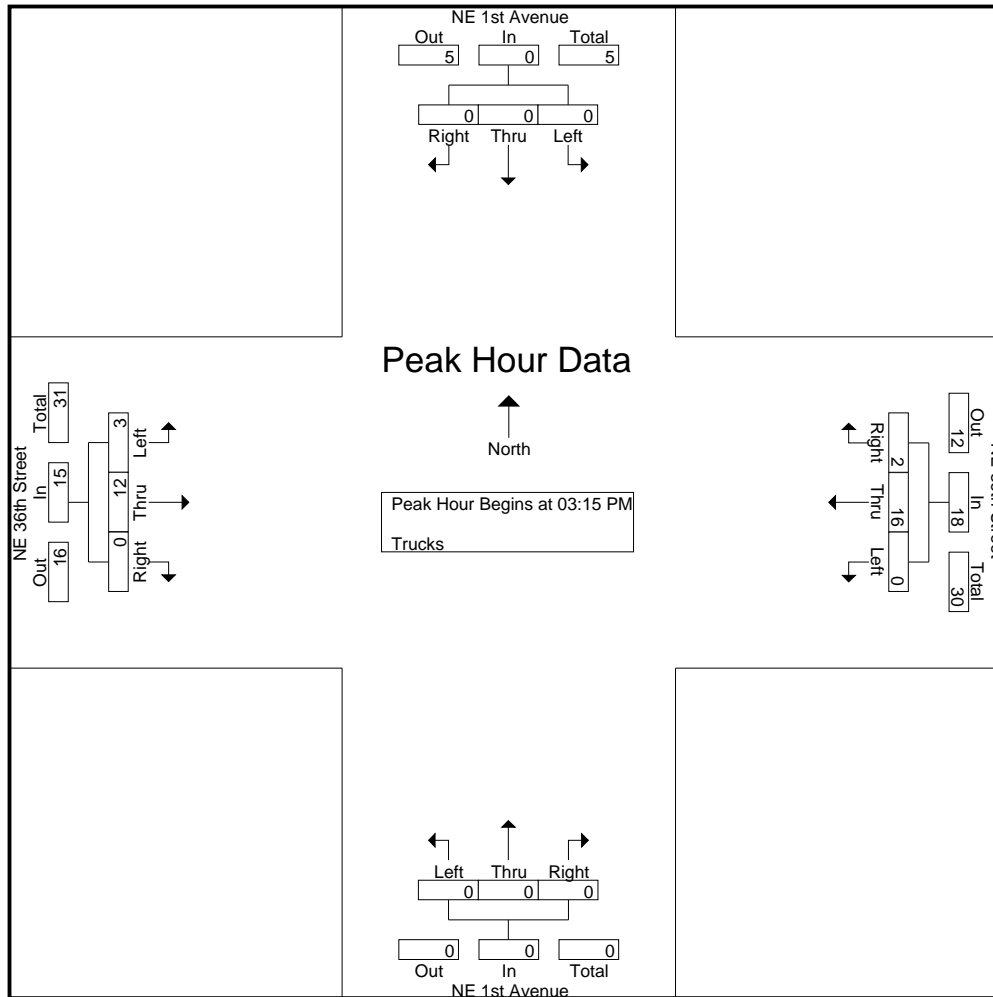 NE 1st Avenue
Out In Total
5 0 5
0 0 0
Right Thru Left
Peak Hour Data
North
Peak Hour Begins at 03:15 PM
Trucks
NE 36th Street
Out In Total
16 15 31
0 12 3
Right Thru Left
Right Thru Left
2 16 0
Out In Total
12 18 30
Left Thru Right
0 0 0
0 0 0
Out In Total
NE 1st Avenue